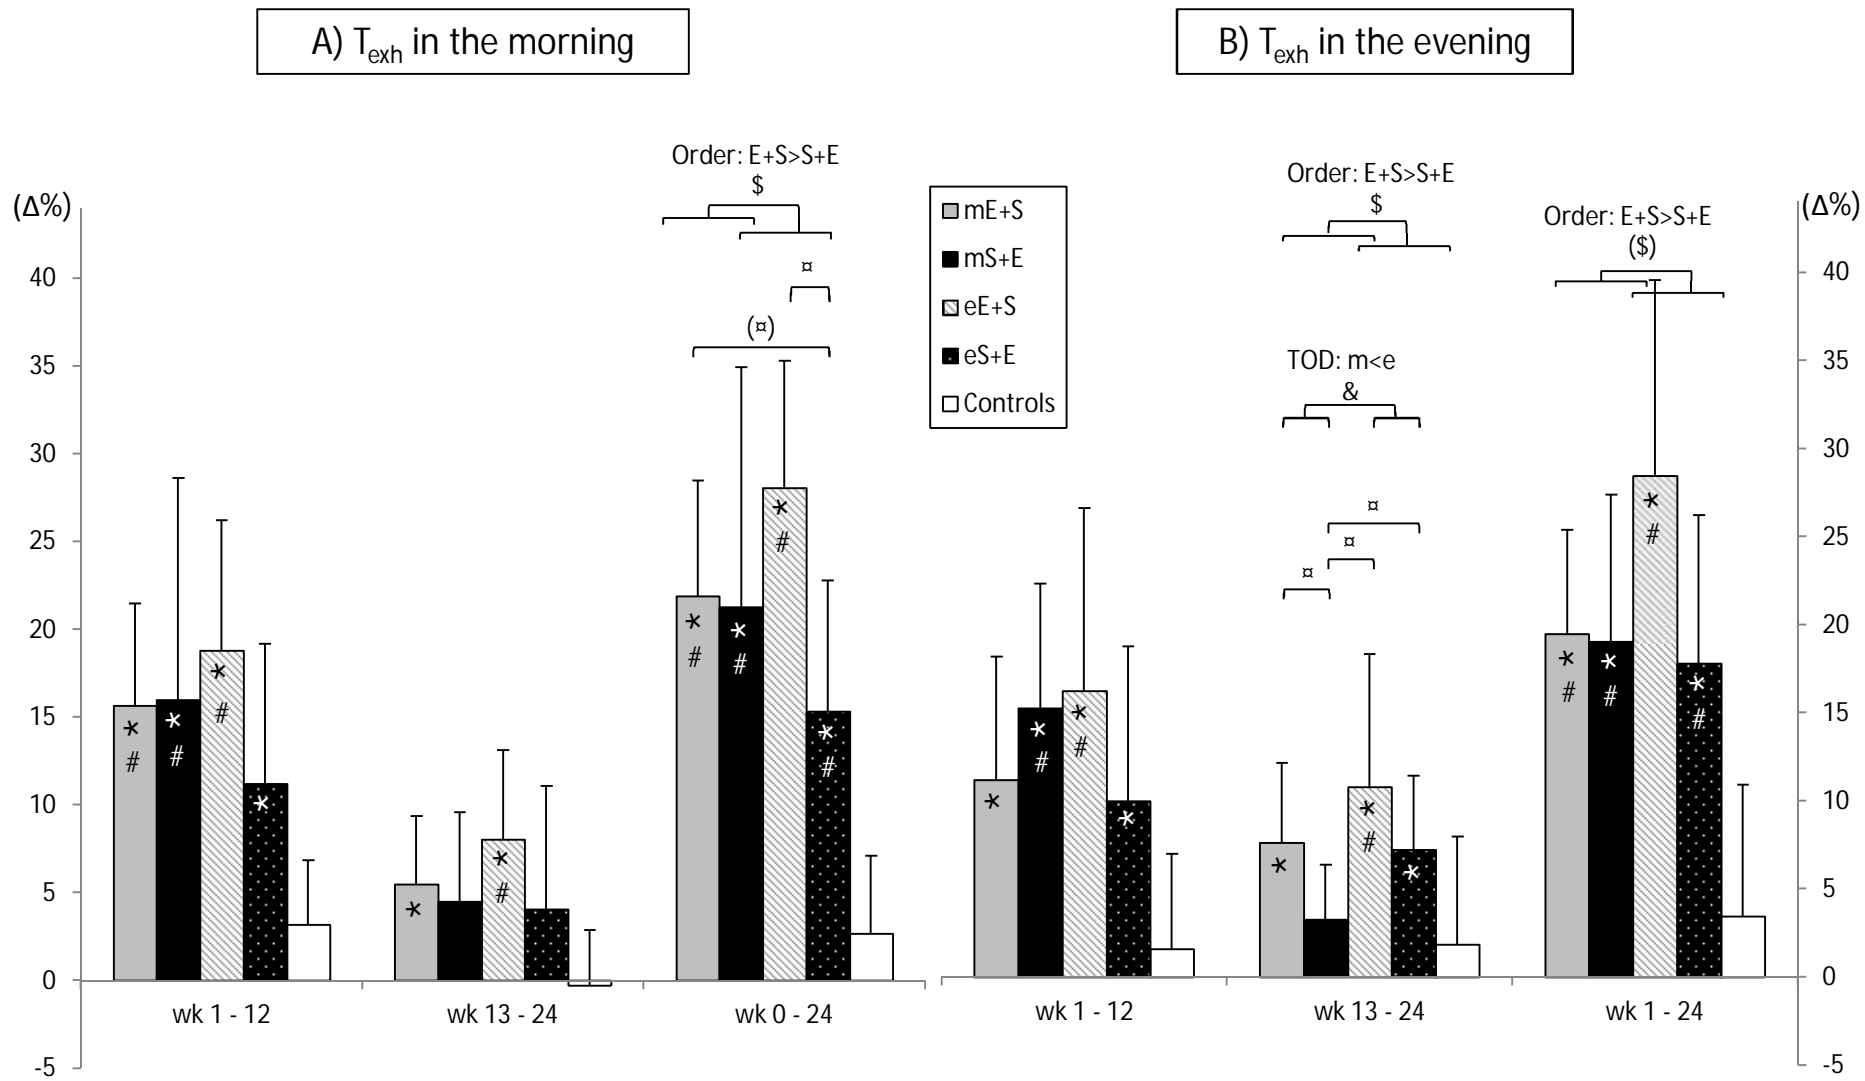 A) Texh in the morning
B) Texh in the evening
Order: E+S>S+E
$
¤
(¤)
(Δ%)
40
35
30
25
20
15
10
5
0
-5
* # * # * # *
* * #
* # * # * # * #
wk 1 - 12
wk 13 - 24
wk 0 - 24
mE+S
mS+E
eE+S
eS+E
Controls
Order: E+S>S+E
$
TOD: m<e
&
¤
¤
¤
Order: E+S>S+E
($)
(Δ%)
40
35
30
25
20
15
10
5
0
-5
* * # * # *
* * # *
* # * # * # * #
wk 1 - 12
wk 13 - 24
wk 1 - 24